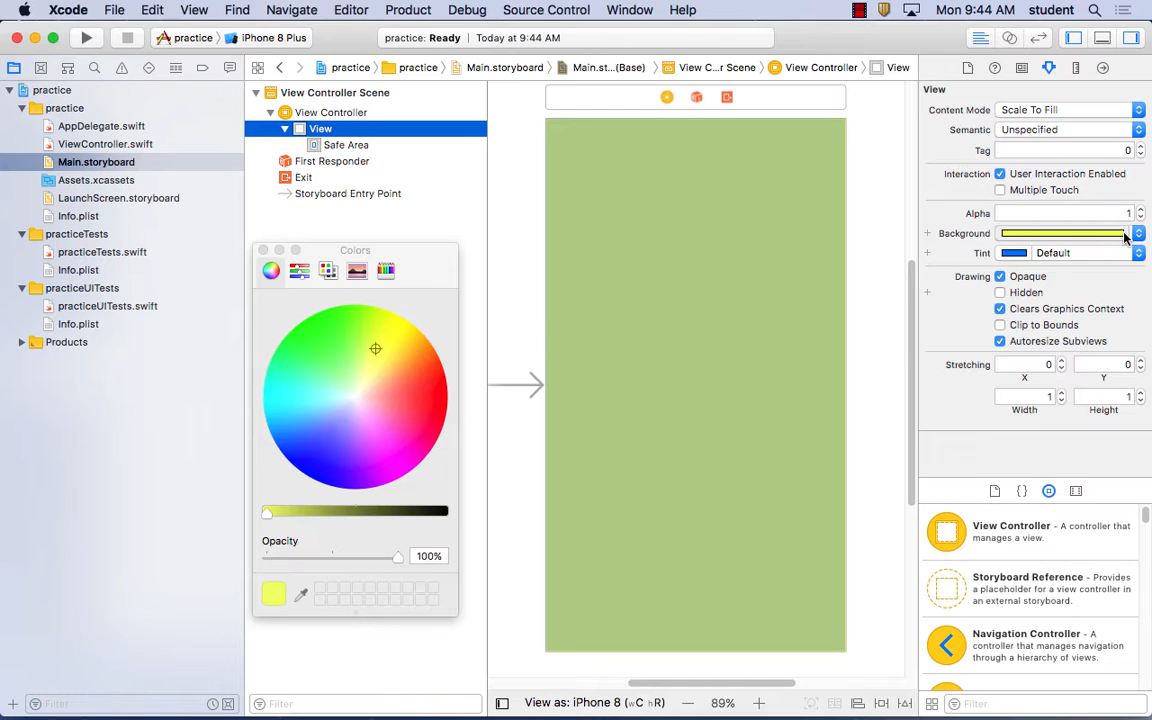 Xcode File Edit View Find Navigate Editor Product Debug Source Control Window Help Mon 9:44 AM student
practice iPhone 8 Plus practice: Ready Today at 9:44 AM
practice practice Main.storyboard Main.st...(Base) View C...r Scene View Controller View
practice
practice
AppDelegate.swift
ViewController.swift
Main.storyboard
Assets.xcassets
LaunchScreen.storyboard
Info.plist
practiceTests
practiceTests.swift
Info.plist
practiceUITests
practiceUITests.swift
Info.plist
Products
Filter
View Controller Scene
View Controller
View
Safe Area
First Responder
Exit
Storyboard Entry Point
Colors
Opacity
100%
Filter
View as: iPhone 8 (wC hR) 89%
View
Content Mode Scale To Fill
Semantic Unspecified
Tag 0
Interaction User Interaction Enabled
Multiple Touch
Alpha 1
Background
Tint Default
Drawing Opaque
Hidden
Clears Graphics Context
Clip to Bounds
Autoresize Subviews
Stretching 0 0
X Y
1 1
Width Height
{ }
View Controller - A controller that
manages a view.
Storyboard Reference - Provides
a placeholder for a view controller in
an external storyboard.
Navigation Controller - A
controller that manages navigation
through a hierarchy of views.
Filter